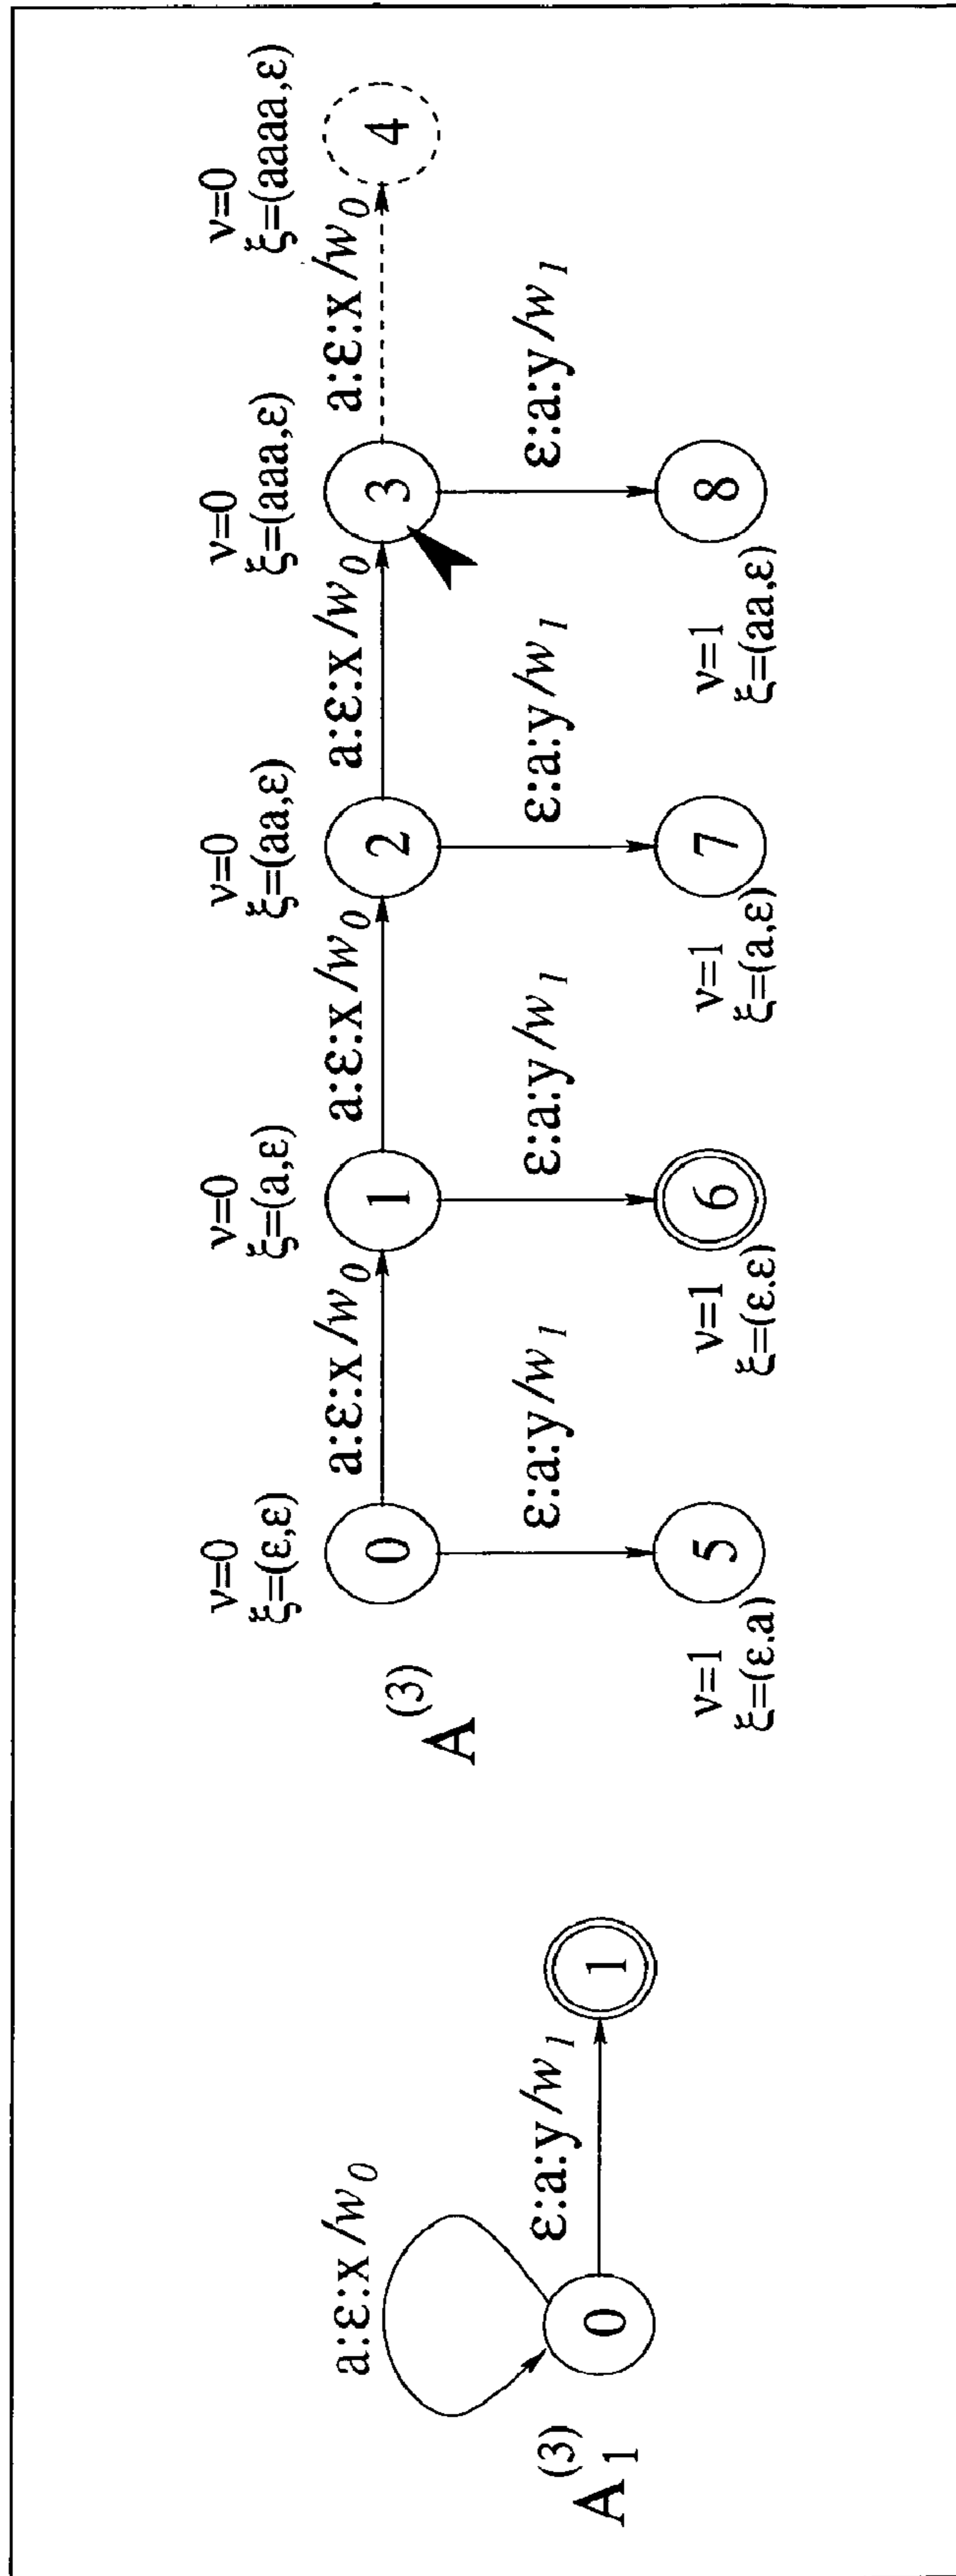 a:ε:x/w₀
0
ε:a:y/w₁
1
A₁⁽³⁾
ν=0
ξ=(ε,ε)
ν=0
ξ=(a,ε)
ν=0
ξ=(aa,ε)
ν=0
ξ=(aaa,ε)
ν=0
ξ=(aaaa,ε)
A⁽³⁾
0
a:ε:x/w₀
1
a:ε:x/w₀
2
a:ε:x/w₀
3
a:ε:x/w₀
4
ε:a:y/w₁
ε:a:y/w₁
ε:a:y/w₁
ε:a:y/w₁
5
6
7
8
ν=1
ξ=(ε,a)
ν=1
ξ=(ε,ε)
ν=1
ξ=(a,ε)
ν=1
ξ=(aa,ε)